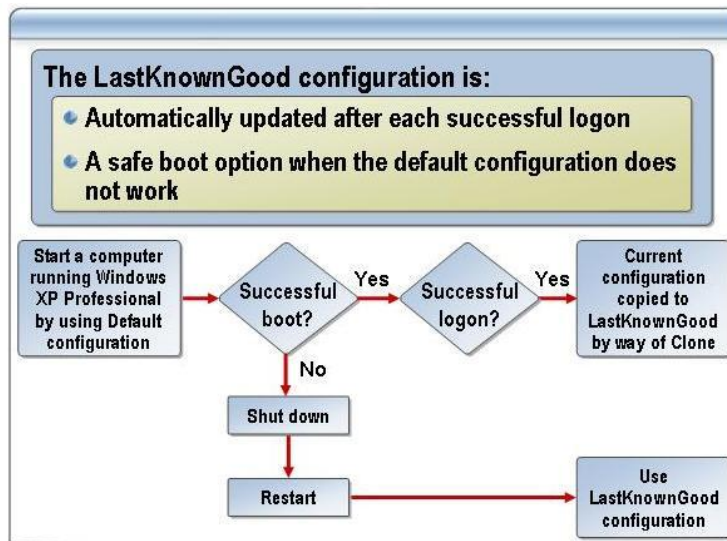 The LastKnownGood configuration is:
Automatically updated after each successful logon
A safe boot option when the default configuration does
not work
Start a computer
running Windows
XP Professional
by using Default
configuration
Successful
boot?
Yes
Successful
logon?
Yes
Current
configuration
copied to
LastKnownGood
by way of Clone
No
Shut down
Restart
Use
LastKnownGood
configuration